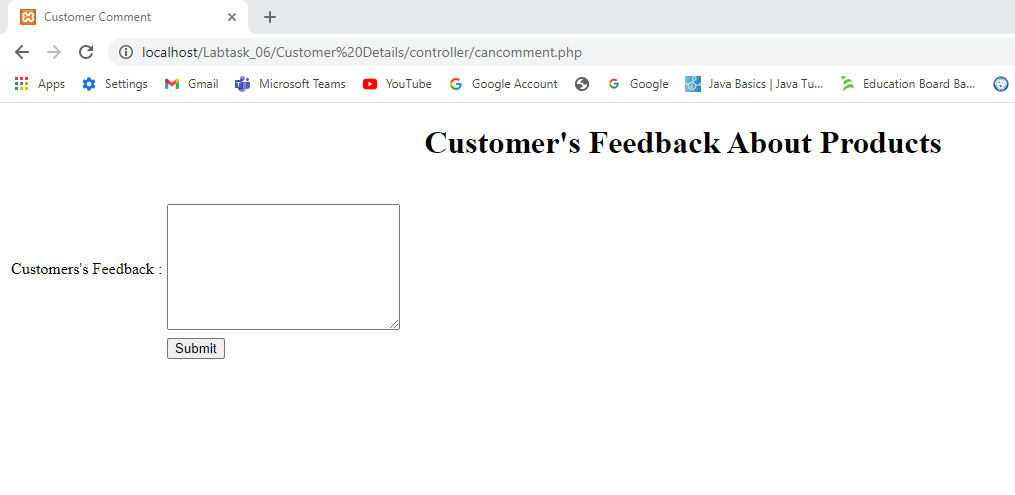 Customer Comment
localhost/Labtask_06/Customer%20Details/controller/cancomment.php
Apps Settings Gmail Microsoft Teams YouTube Google Account Google Java Basics | Java Tu... Education Board Ba...
Customer's Feedback About Products
Customers's Feedback :
Submit